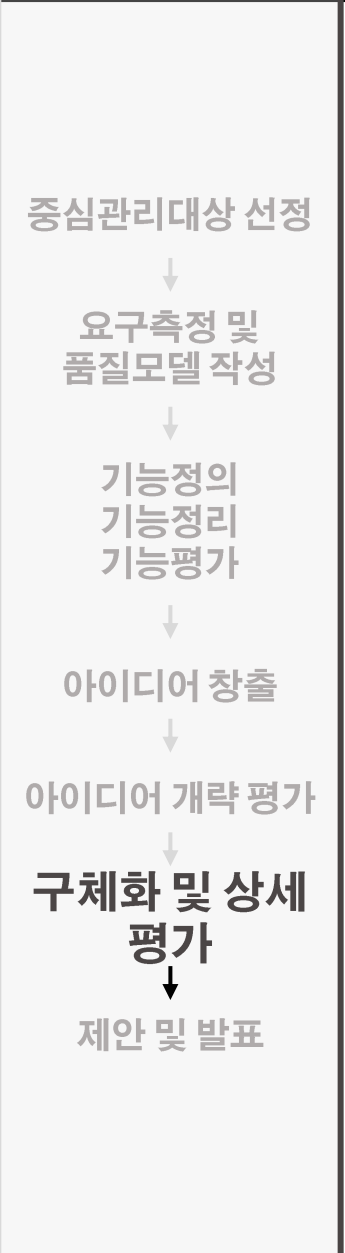 중심관리대상 선정
요구측정 및
품질모델 작성
기능정의
기능정리
기능평가
아이디어 창출
아이디어 개략 평가
구체화 및 상세
평가
제안 및 발표